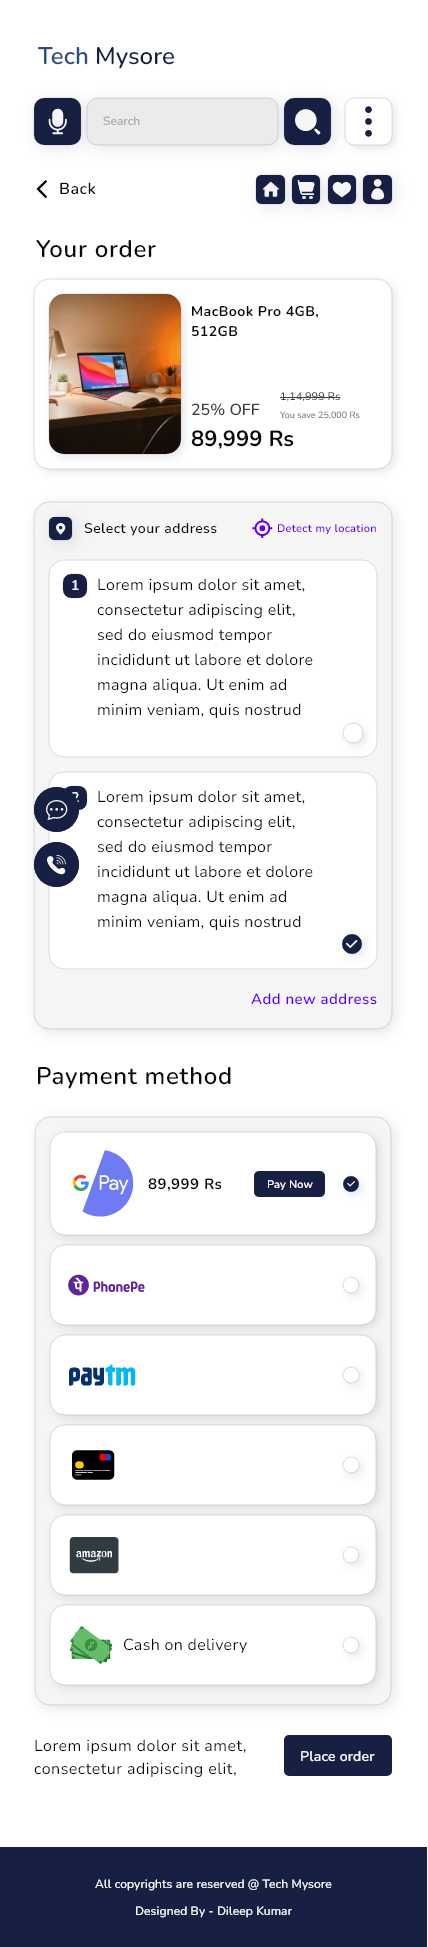 Tech Mysore
Search
Back
Your order
MacBook Pro 4GB,
512GB
1,14,999 Rs
25% OFF
You save 25,000 Rs
89,999 Rs
Select your address
Detect my location
1
Lorem ipsum dolor sit amet,
consectetur adipiscing elit,
sed do eiusmod tempor
incididunt ut labore et dolore
magna aliqua. Ut enim ad
minim veniam, quis nostrud
2
Lorem ipsum dolor sit amet,
consectetur adipiscing elit,
sed do eiusmod tempor
incididunt ut labore et dolore
magna aliqua. Ut enim ad
minim veniam, quis nostrud
Add new address
Payment method
G Pay
89,999 Rs
Pay Now
पे PhonePe
paytm
amazon
Cash on delivery
Lorem ipsum dolor sit amet,
consectetur adipiscing elit,
Place order
All copyrights are reserved @ Tech Mysore
Designed By - Dileep Kumar